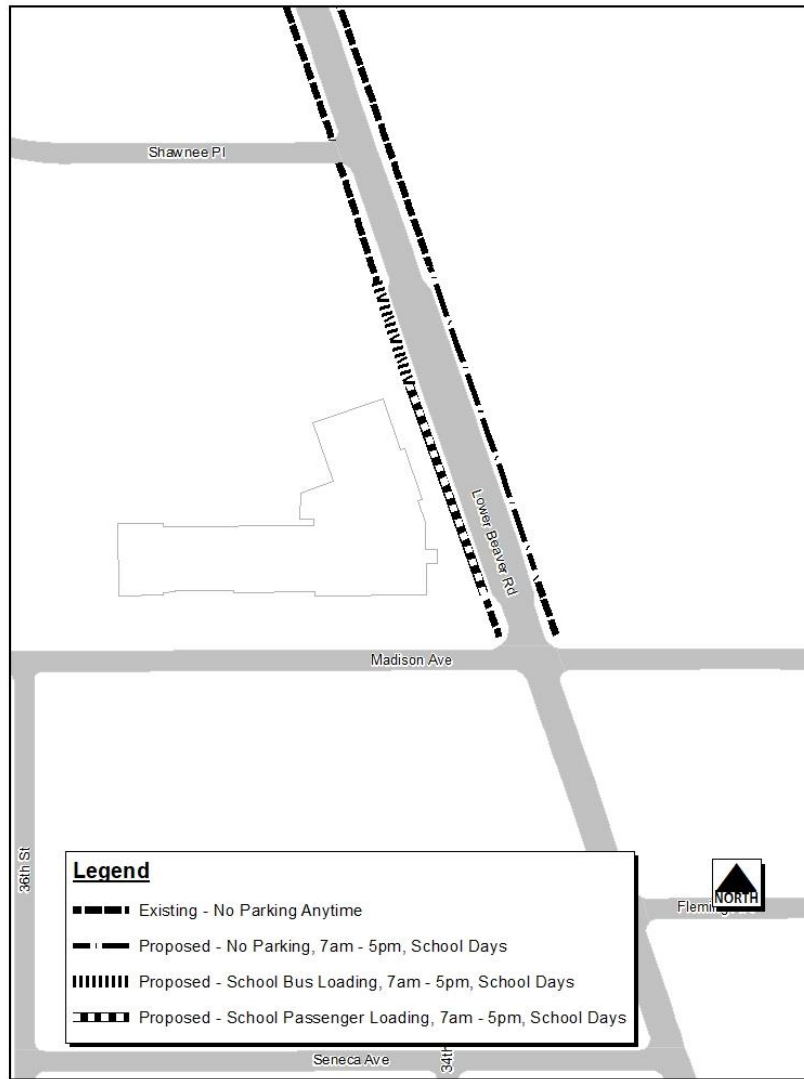 Shawnee Pl
Lower Beaver Rd
Madison Ave
36th St
Legend
Existing - No Parking Anytime
Proposed - No Parking, 7am - 5pm, School Days
Proposed - School Bus Loading, 7am - 5pm, School Days
Proposed - School Passenger Loading, 7am - 5pm, School Days
NORTH
Seneca Ave
34th